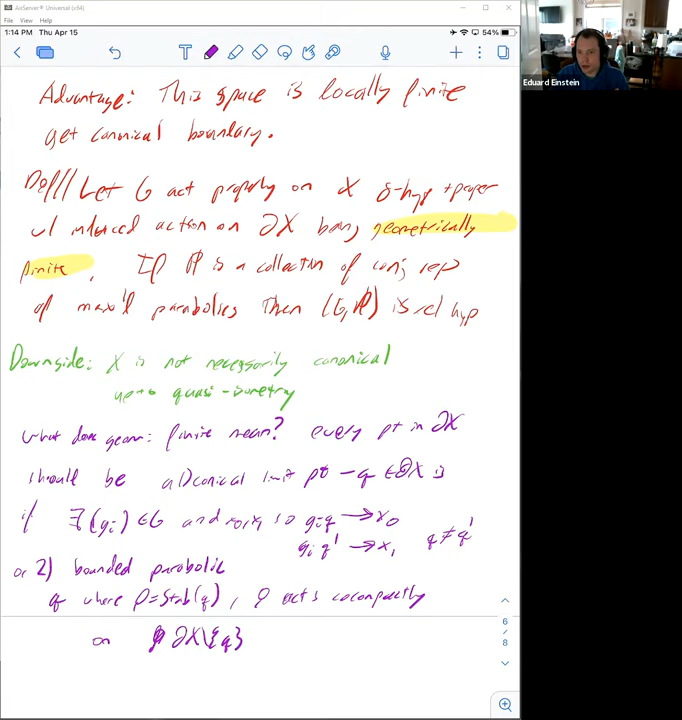 AirServer® Universal (x64)
File View Help
1:14 PM Thu Apr 15
54%
Eduard Einstein
Advantage: This space is locally finite
get canonical boundary.
Def// Let G act properly on X δ-hyp + proper
w/ induced action on ∂X being geometrically
finite. If P is a collection of conj reps
of max'l parabolics then (G,P) is rel hyp
Downside: X is not necessarily canonical
up to quasi-isometry
what does geom. finite mean? every pt in ∂X
should be a 1) conical limit pt - q ∈ ∂X is
if ∃(gi) ∈ G and x0≠x1 so giq → x0
giq' → x1 q ≠ q'
or 2) bounded parabolic
q where P = Stab(q), P acts cocompactly
on ∂X\{q}
6
/
8